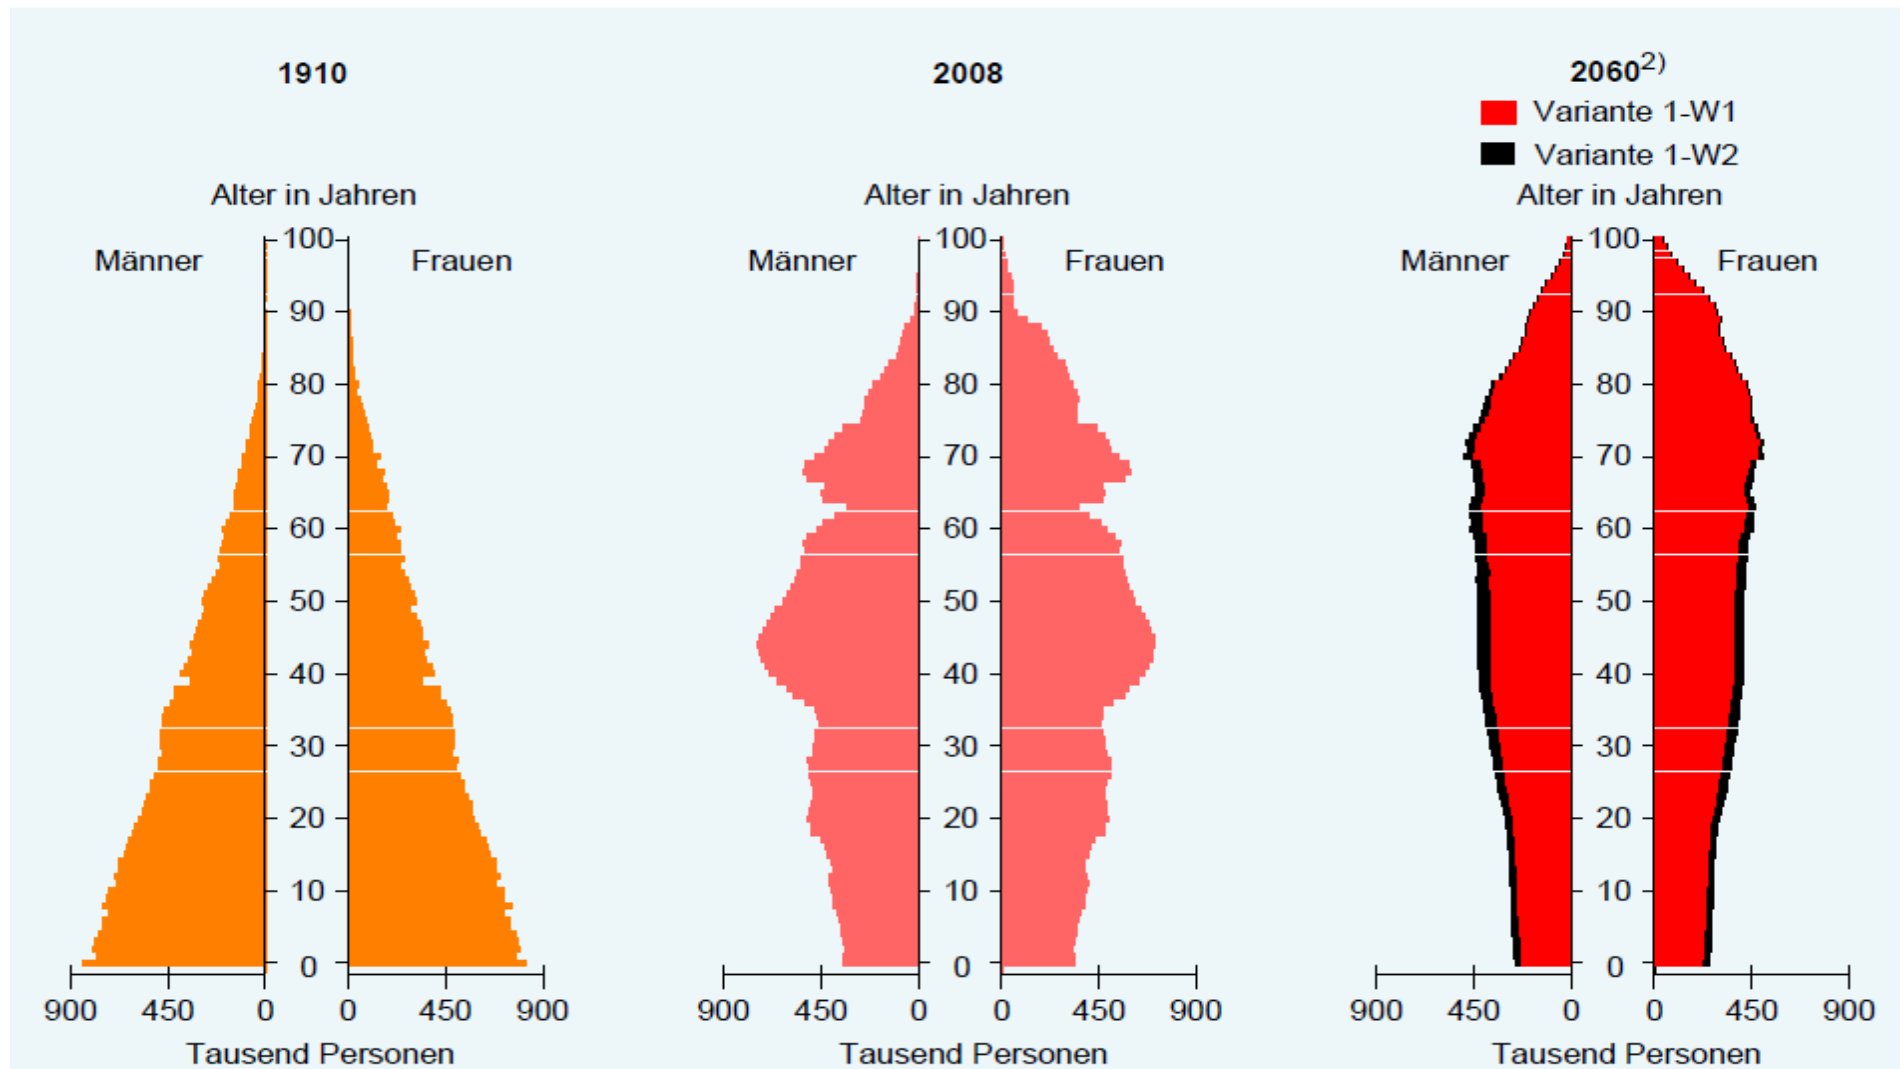 1910
Alter in Jahren
Männer
Frauen
100
90
80
70
60
50
40
30
20
10
0
900 450 0 0 450 900
Tausend Personen
2008
Alter in Jahren
Männer
Frauen
100
90
80
70
60
50
40
30
20
10
0
900 450 0 0 450 900
Tausend Personen
2060²⁾
Variante 1-W1
Variante 1-W2
Alter in Jahren
Männer
Frauen
100
90
80
70
60
50
40
30
20
10
0
900 450 0 0 450 900
Tausend Personen